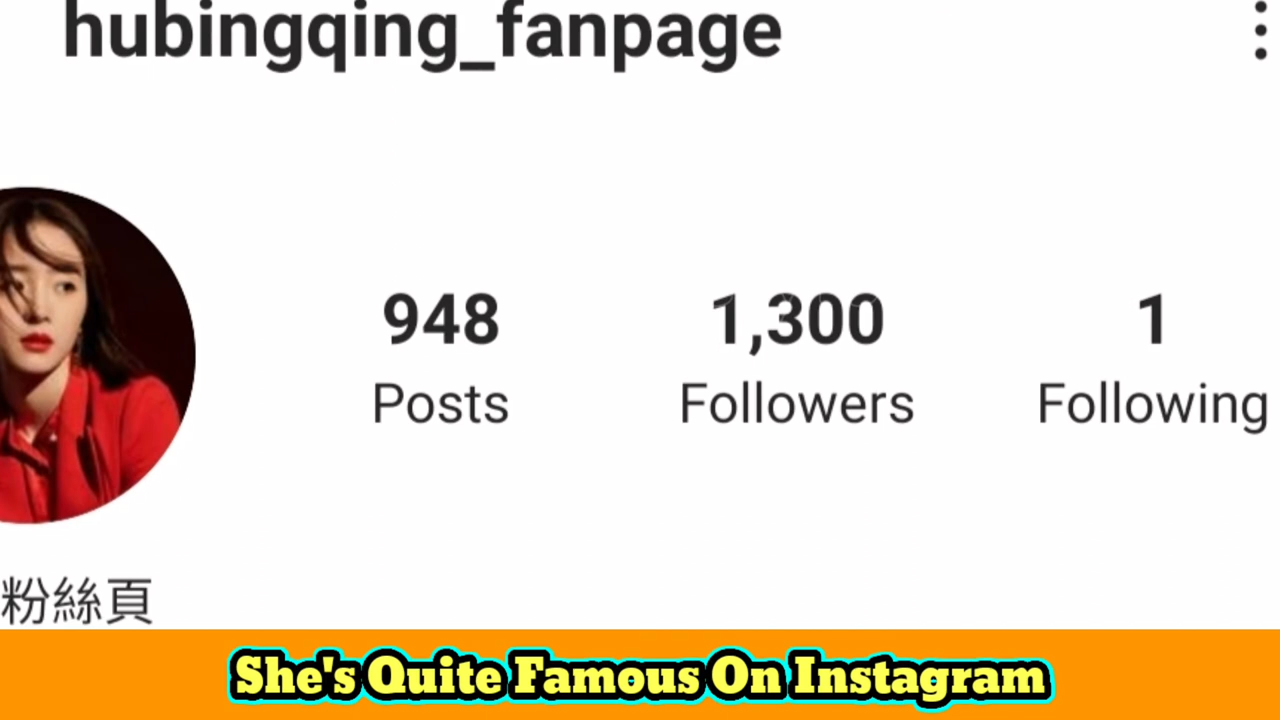 hubingqing_fanpage
948 1,300 1
Posts Followers Following
粉絲頁
She's Quite Famous On Instagram